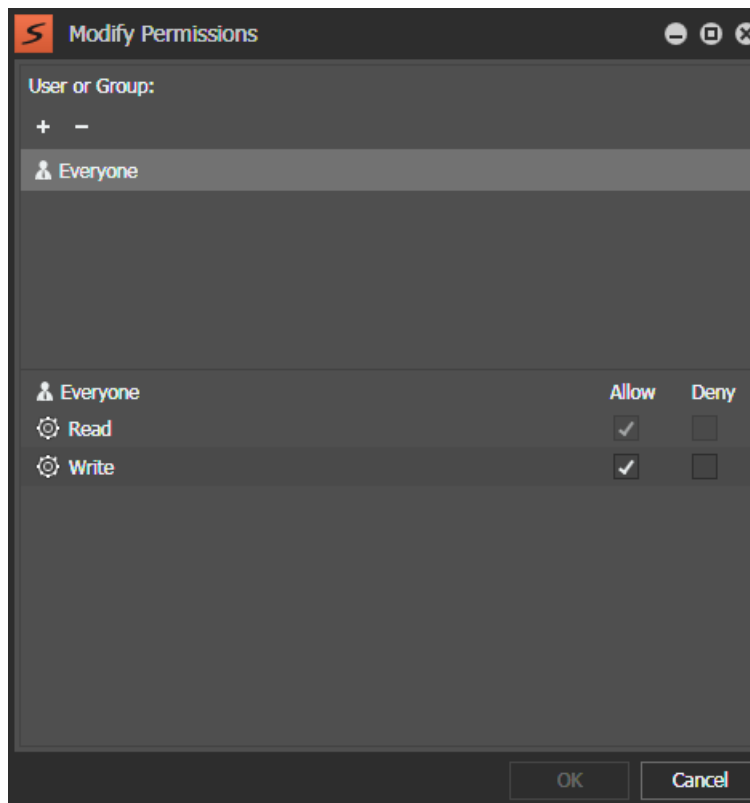 S Modify Permissions
User or Group:
+ −
Everyone
Everyone Allow Deny
Read
Write
OK Cancel